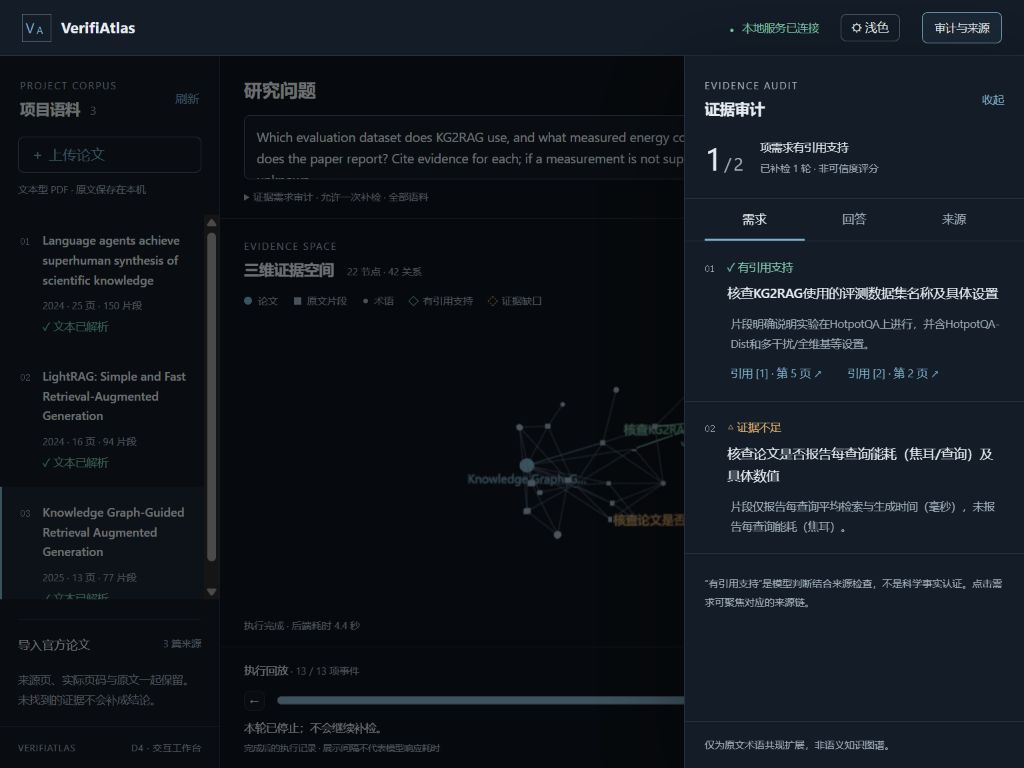 VA VerifiAtlas
本地服务已连接
浅色
审计与来源
PROJECT CORPUS
项目语料 3
刷新
+ 上传论文
文本型 PDF · 原文保存在本机
01 Language agents achieve
superhuman synthesis of
scientific knowledge
2024 · 25 页 · 150 片段
✓ 文本已解析
02 LightRAG: Simple and Fast
Retrieval-Augmented
Generation
2024 · 16 页 · 94 片段
✓ 文本已解析
03 Knowledge Graph-Guided
Retrieval Augmented
Generation
2025 · 13 页 · 77 片段
✓ 文本已解析
导入官方论文 3 篇来源
来源页、实际页码与原文一起保留。
未找到的证据不会补成结论。
VERIFIATLAS D4 · 交互工作台
研究问题
Which evaluation dataset does KG2RAG use, and what measured energy co
does the paper report? Cite evidence for each; if a measurement is not sup
unknown
▶ 证据需求审计 · 允许一次补检 · 全部语料
EVIDENCE SPACE
三维证据空间 22 节点 · 42 关系
论文 原文片段 术语 有引用支持 证据缺口
核查KG2RA
Knowledge Graph-G...
核查论文是否
执行完成 · 后端耗时 4.4 秒
执行回放 · 13 / 13 项事件
←
本轮已停止；不会继续补检。
完成后的执行记录 · 展示间隔不代表模型响应耗时
EVIDENCE AUDIT
证据审计
收起
1/2
项需求有引用支持
已补检 1 轮 · 非可信度评分
需求 回答 来源
01 ✓ 有引用支持
核查KG2RAG使用的评测数据集名称及具体设置
片段明确说明实验在HotpotQA上进行，并含HotpotQA-
Dist和多干扰/全维基等设置。
引用 [1] · 第 5 页 ↗ 引用 [2] · 第 2 页 ↗
02 △ 证据不足
核查论文是否报告每查询能耗（焦耳/查询）及
具体数值
片段仅报告每查询平均检索与生成时间（毫秒），未报
告每查询能耗（焦耳）。
“有引用支持”是模型判断结合来源检查，不是科学事实认证。点击需
求可聚焦对应的来源链。
仅为原文术语共现扩展，非语义知识图谱。